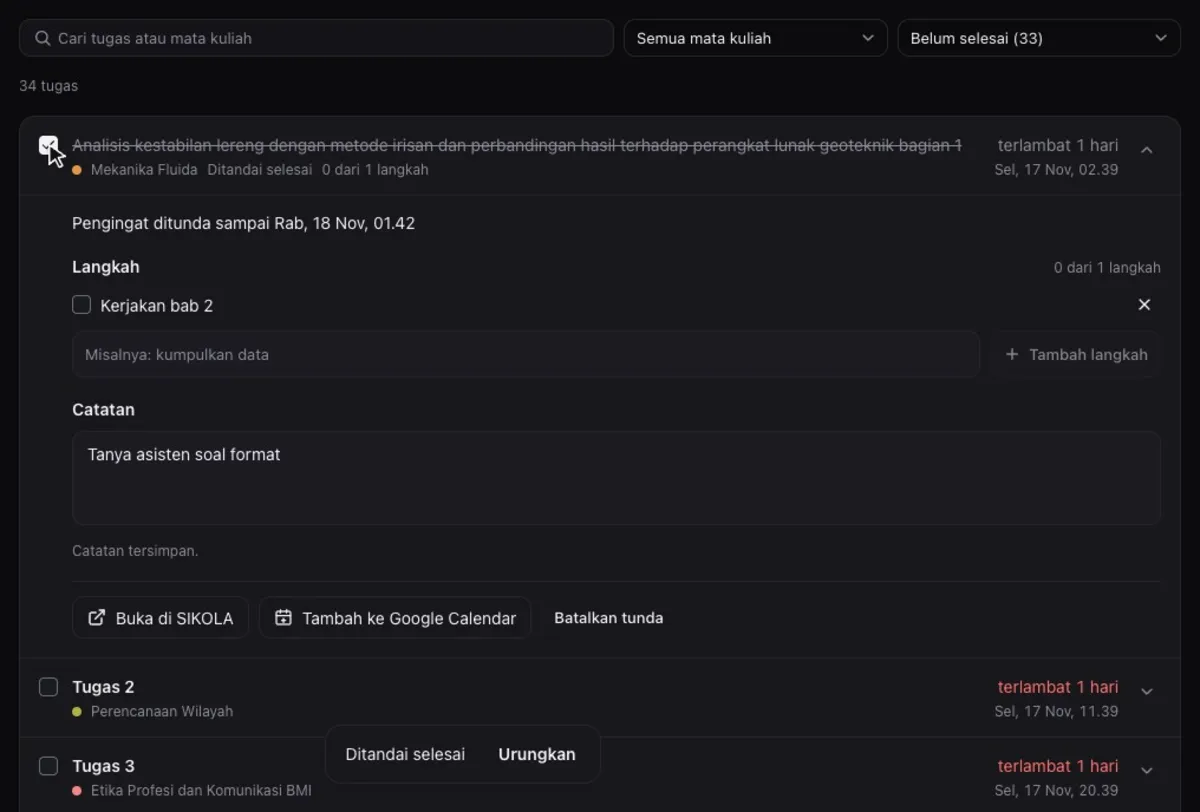 Cari tugas atau mata kuliah
Semua mata kuliah
Belum selesai (33)
34 tugas
Analisis kestabilan lereng dengan metode irisan dan perbandingan hasil terhadap perangkat lunak geoteknik bagian 1
terlambat 1 hari
Mekanika Fluida Ditandai selesai 0 dari 1 langkah
Sel, 17 Nov, 02.39
Pengingat ditunda sampai Rab, 18 Nov, 01.42
Langkah
0 dari 1 langkah
Kerjakan bab 2
Misalnya: kumpulkan data
Tambah langkah
Catatan
Tanya asisten soal format
Catatan tersimpan.
Buka di SIKOLA
Tambah ke Google Calendar
Batalkan tunda
Tugas 2
terlambat 1 hari
Perencanaan Wilayah
Sel, 17 Nov, 11.39
Ditandai selesai
Urungkan
Tugas 3
terlambat 1 hari
Etika Profesi dan Komunikasi BMI
Sel, 17 Nov, 20.39